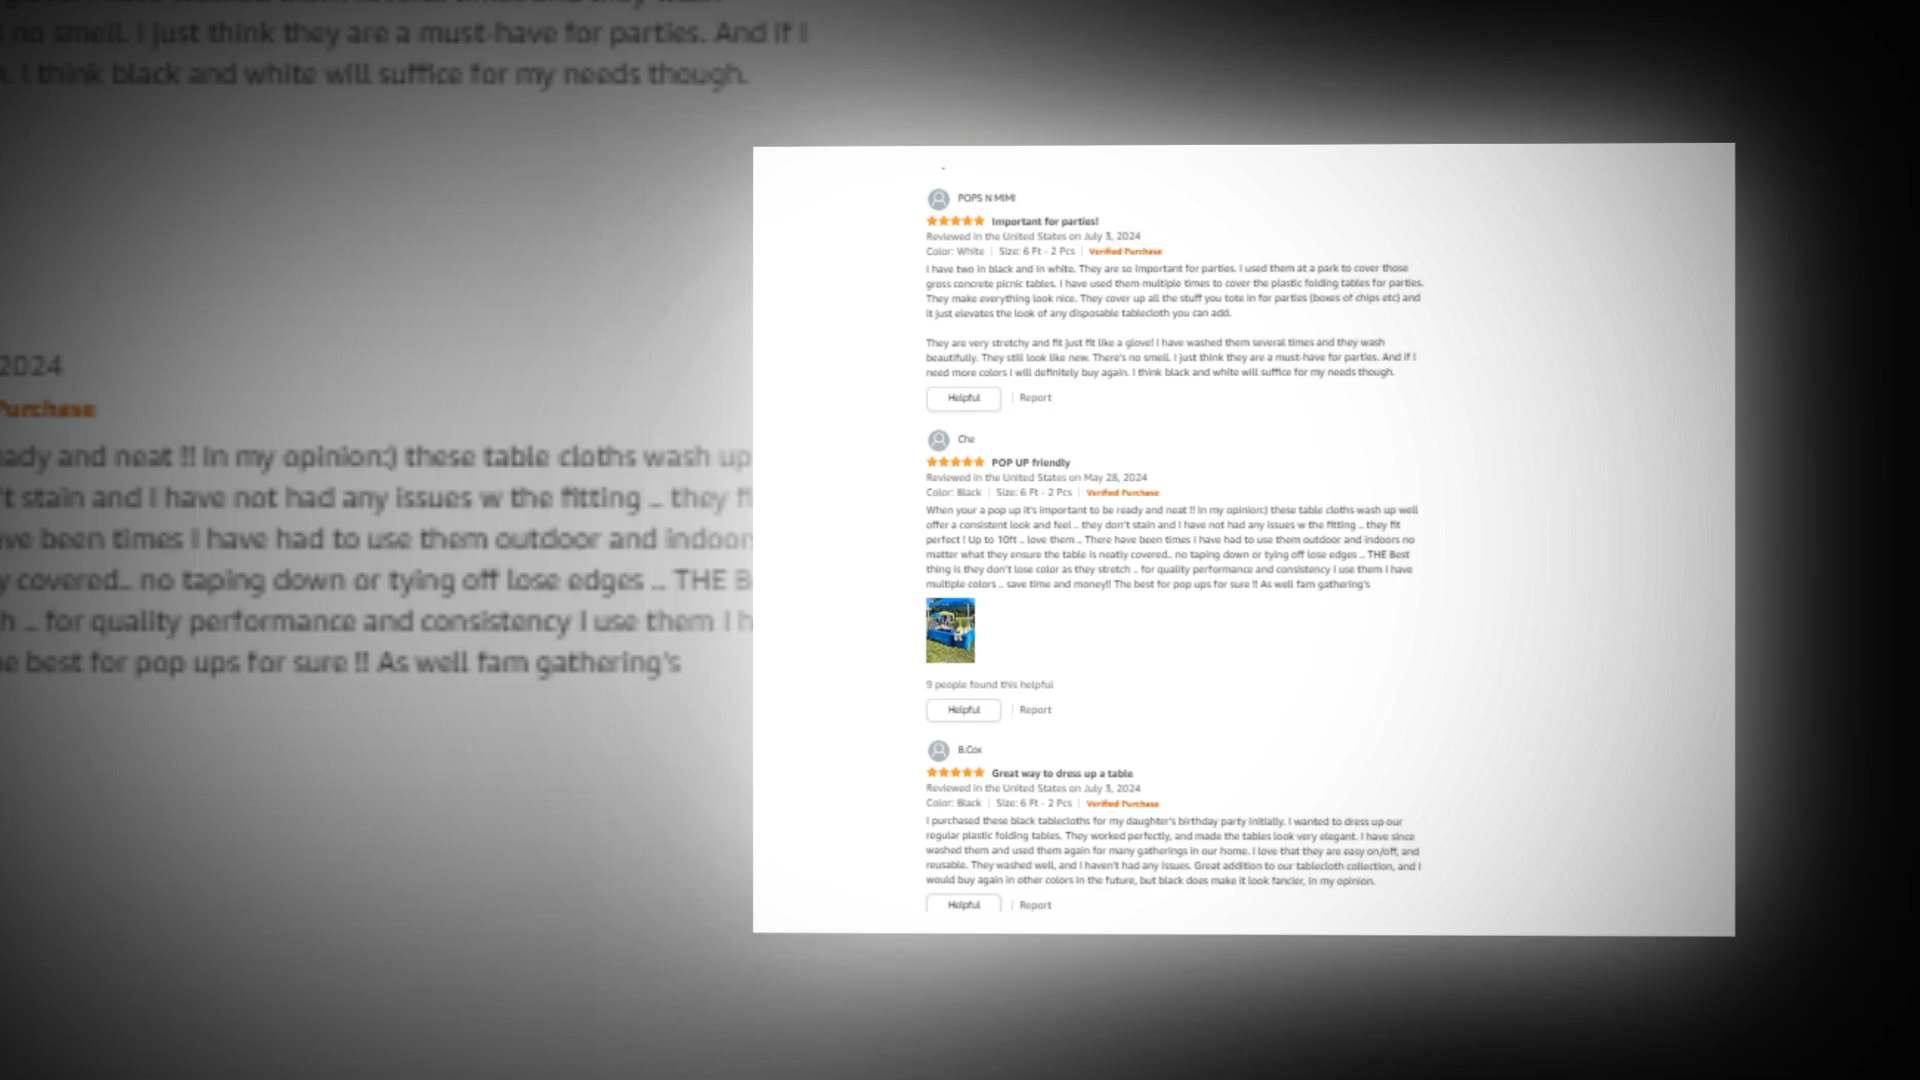 s no smell. I just think they are a must-have for parties. And if I
n. I think black and white will suffice for my needs though.
2024
Purchase
ady and neat !! In my opinion:) these table cloths wash up
't stain and I have not had any issues w the fitting .. they fi
ve been times I have had to use them outdoor and indoor
y covered.. no taping down or tying off lose edges .. THE B
h .. for quality performance and consistency I use them I h
e best for pop ups for sure !! As well fam gathering's
POPS N MIMI
Important for parties!
Reviewed in the United States on July 3, 2024
Color: White | Size: 6 Ft - 2 Pcs | Verified Purchase
I have two in black and in white. They are so important for parties. I used them at a park to cover those
gross concrete picnic tables. I have used them multiple times to cover the plastic folding tables for parties.
They make everything look nice. They cover up all the stuff you tote in for parties (boxes of chips etc) and
it just elevates the look of any disposable tablecloth you can add.
They are very stretchy and fit just fit like a glove! I have washed them several times and they wash
beautifully. They still look like new. There's no smell. I just think they are a must-have for parties. And if I
need more colors I will definitely buy again. I think black and white will suffice for my needs though.
Helpful | Report
Che
POP UP friendly
Reviewed in the United States on May 28, 2024
Color: Black | Size: 6 Ft - 2 Pcs | Verified Purchase
When your a pop up it's important to be ready and neat !! In my opinion:) these table cloths wash up well
offer a consistent look and feel .. they don't stain and I have not had any issues w the fitting .. they fit
perfect ! Up to 10ft .. love them .. There have been times I have had to use them outdoor and indoors no
matter what they ensure the table is neatly covered.. no taping down or tying off lose edges .. THE Best
thing is they don't lose color as they stretch .. for quality performance and consistency I use them I have
multiple colors .. save time and money!! The best for pop ups for sure !! As well fam gathering's
9 people found this helpful
Helpful | Report
B.Cox
Great way to dress up a table
Reviewed in the United States on July 3, 2024
Color: Black | Size: 6 Ft - 2 Pcs | Verified Purchase
I purchased these black tablecloths for my daughter's birthday party initially. I wanted to dress up our
regular plastic folding tables. They worked perfectly, and made the tables look very elegant. I have since
washed them and used them again for many gatherings in our home. I love that they are easy on/off, and
reusable. They washed well, and I haven't had any issues. Great addition to our tablecloth collection, and I
would buy again in other colors in the future, but black does make it look fancier, in my opinion.
Helpful | Report